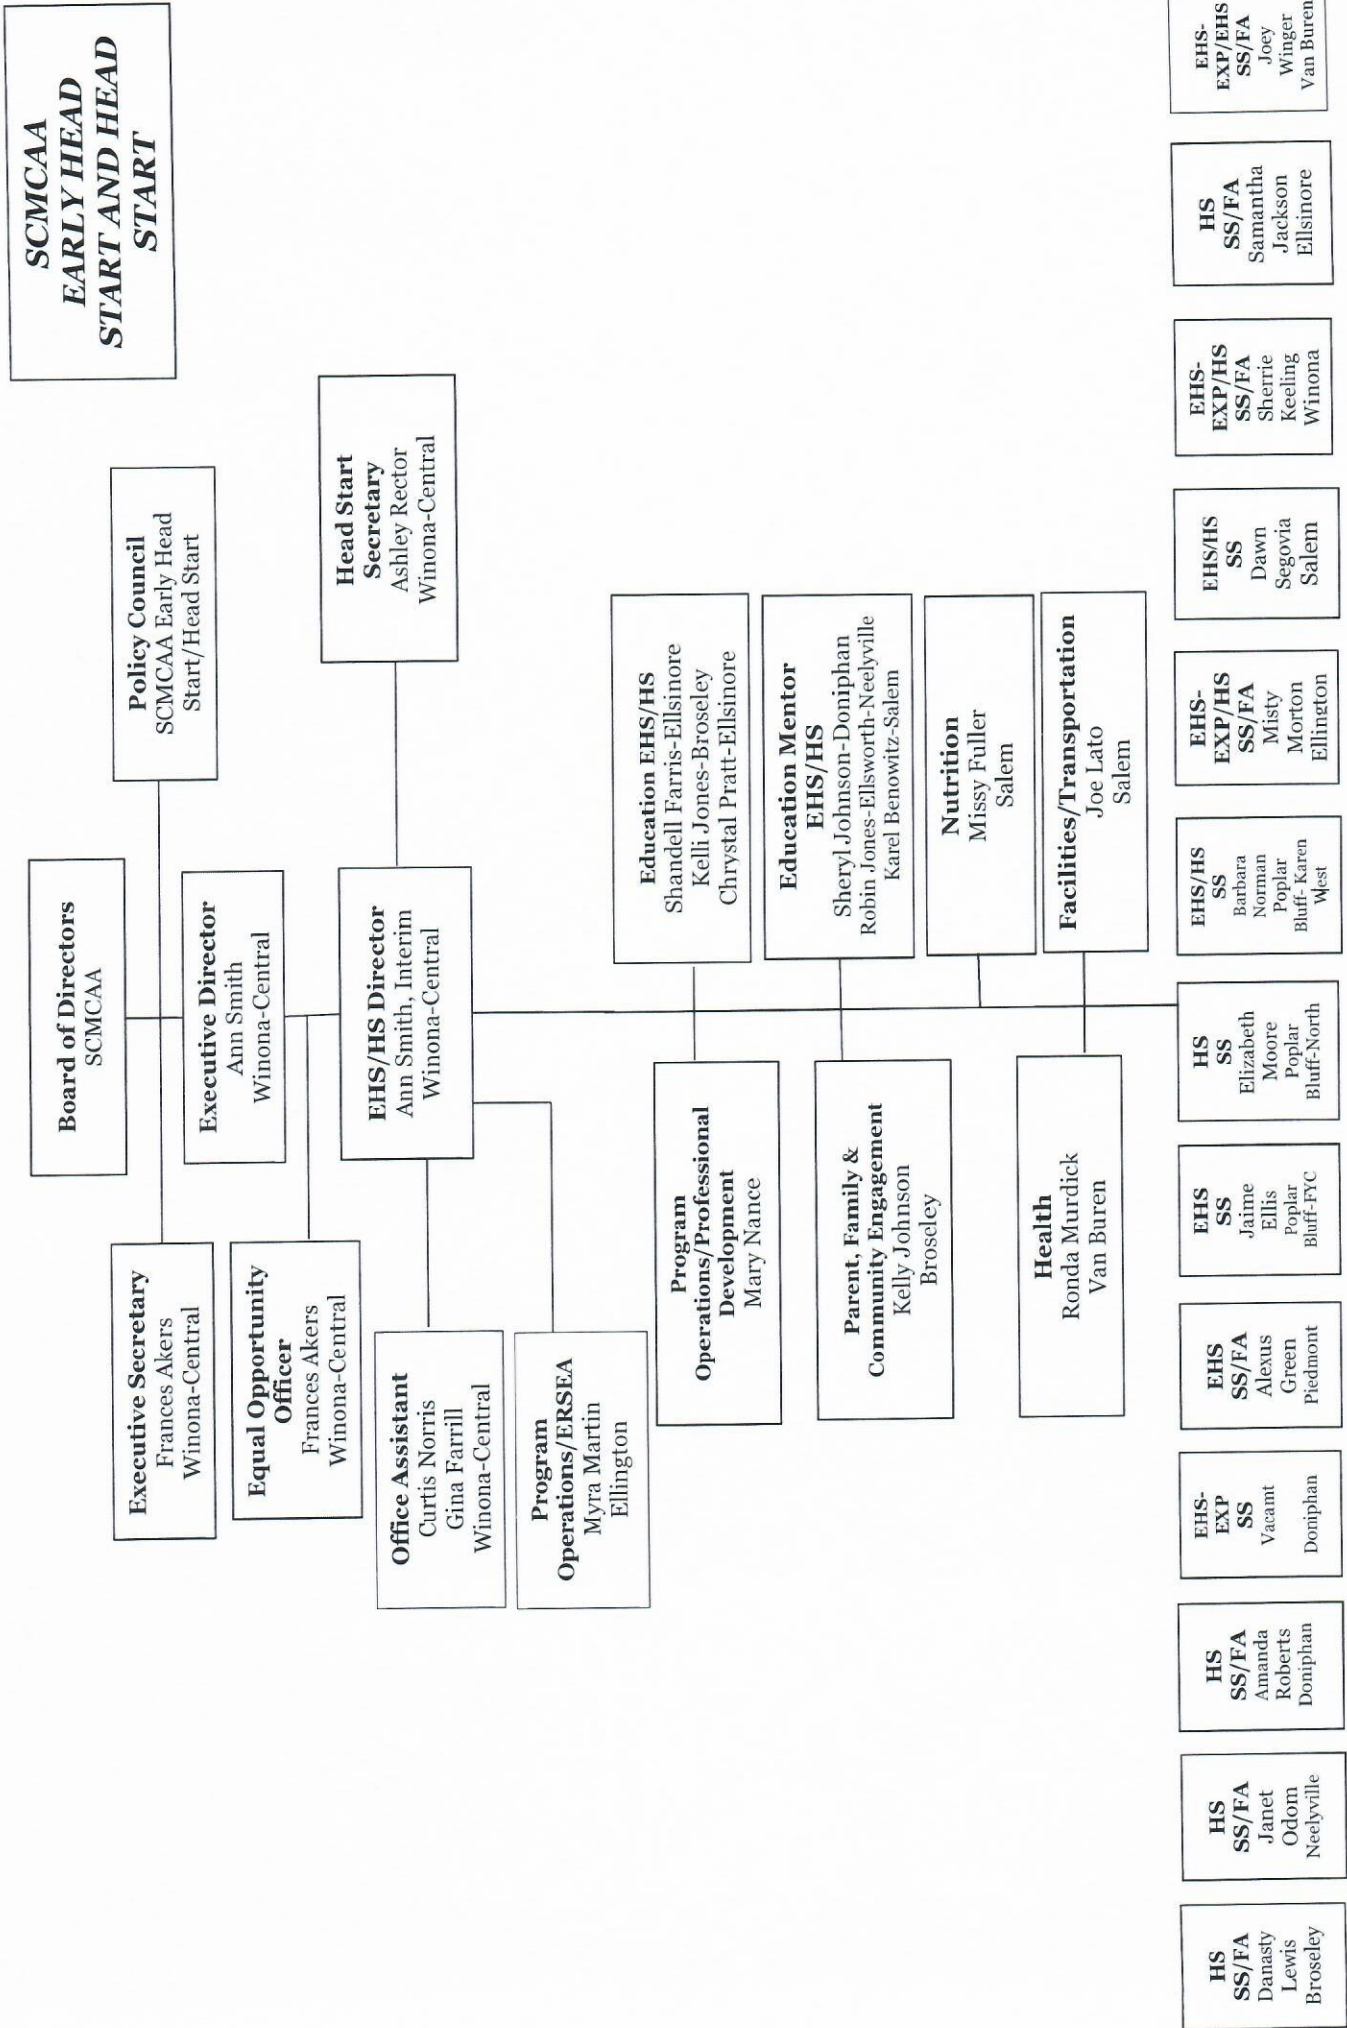 SCMCAA
EARLY HEAD
START AND HEAD
START
Board of Directors
SCMCAA
Policy Council
SCMCAA Early Head
Start/Head Start
Executive Secretary
Frances Akers
Winona-Central
Executive Director
Ann Smith
Winona-Central
Equal Opportunity
Officer
Frances Akers
Winona-Central
Head Start
Secretary
Ashley Rector
Winona-Central
EHS/HS Director
Ann Smith, Interim
Winona-Central
Office Assistant
Curtis Norris
Gina Farrill
Winona-Central
Program
Operations/ERSEA
Myra Martin
Ellington
Program
Operations/Professional
Development
Mary Nance
Education EHS/HS
Shandell Farris-Ellsinore
Kelli Jones-Broseley
Chrystal Pratt-Ellsinore
Parent, Family &
Community Engagement
Kelly Johnson
Broseley
Education Mentor
EHS/HS
Sheryl Johnson-Doniphan
Robin Jones-Ellsworth-Neelyville
Karel Benowitz-Salem
Nutrition
Missy Fuller
Salem
Health
Ronda Murdick
Van Buren
Facilities/Transportation
Joe Lato
Salem
HS
SS/FA
Danasty
Lewis
Broseley
HS
SS/FA
Janet
Odom
Neelyville
HS
SS/FA
Amanda
Roberts
Doniphan
EHS-
EXP
SS
Vacamt
Doniphan
EHS
SS/FA
Alexus
Green
Piedmont
EHS
SS
Jaime
Ellis
Poplar
Bluff-FYC
HS
SS
Elizabeth
Moore
Poplar
Bluff-North
EHS/HS
SS
Barbara
Norman
Poplar
Bluff- Karen
West
EHS-
EXP/HS
SS/FA
Misty
Morton
Ellington
EHS/HS
SS
Dawn
Segovia
Salem
EHS-
EXP/HS
SS/FA
Sherrie
Keeling
Winona
HS
SS/FA
Samantha
Jackson
Ellsinore
EHS-
EXP/EHS
SS/FA
Joey
Winger
Van Buren